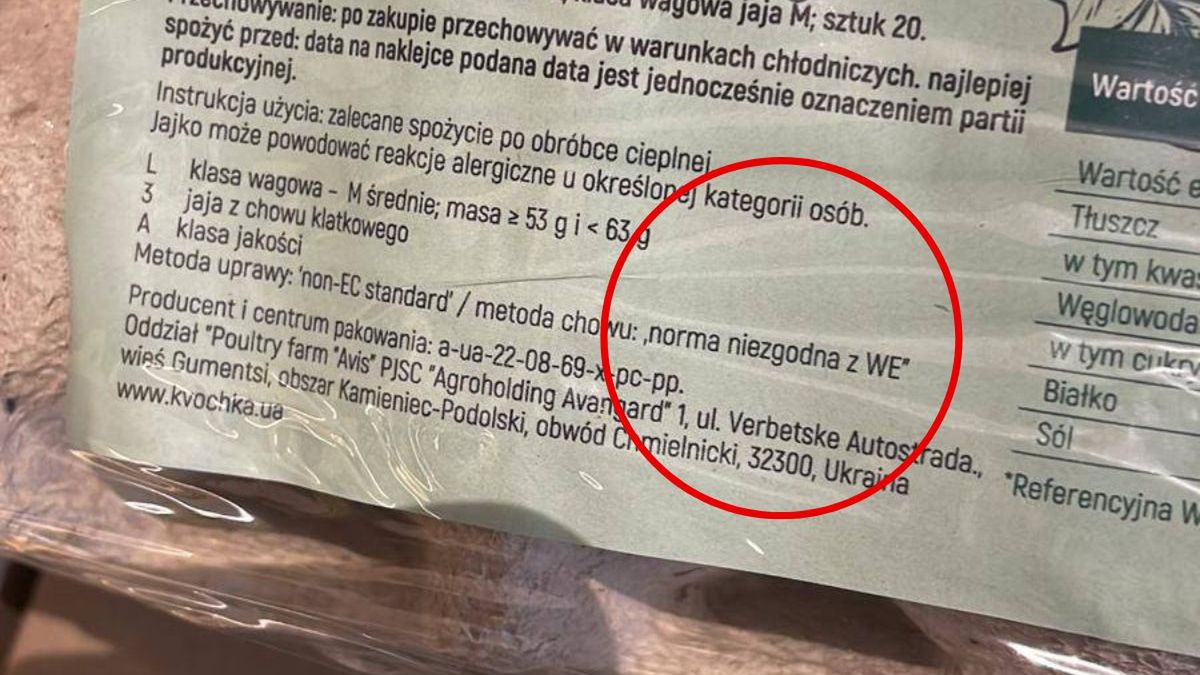 Przechowywanie: po zakupie przechowywać w warunkach chłodniczych. najlepiej
wagowa jaja M; sztuk 20.
spożyć przed: data na naklejce podana data jest jednocześnie oznaczeniem partii
produkcyjnej.
Instrukcja użycia: zalecane spożycie po obróbce cieplnej
Jajko może powodować reakcje alergiczne u określonej kategorii osób.
L klasa wagowa - M średnie; masa ≥ 53 g i < 63 g
3 jaja z chowu klatkowego
A klasa jakości
Metoda uprawy: 'non-EC standard' / metoda chowu: ,norma niezgodna z WE"
Producent i centrum pakowania: a-ua-22-08-69-x-pc-pp.
Oddział "Poultry farm "Avis" PJSC "Agroholding Avangard" 1, ul. Verbetske Autostrada.,
wieś Gumentsi, obszar Kamieniec-Podolski, obwód Chmielnicki, 32300, Ukraina
www.kvochka.ua
Wartość
Wartość
Tłuszcz
w tym
Węglowoda
w tym cukry
Białko
Sól
*Referencyjna W